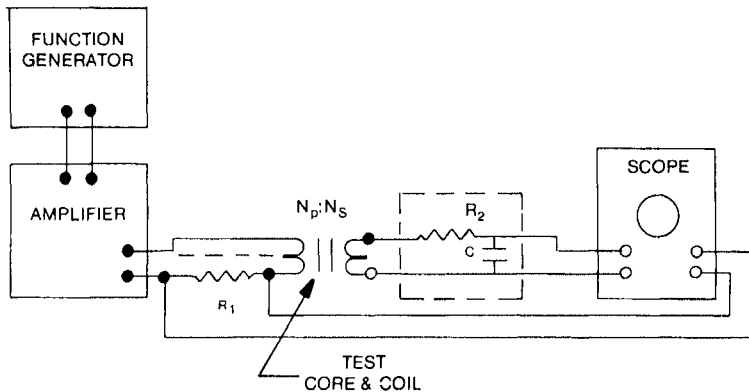 FUNCTION
GENERATOR
AMPLIFIER
SCOPE
Np:NS
R2
C
R1
TEST
CORE & COIL